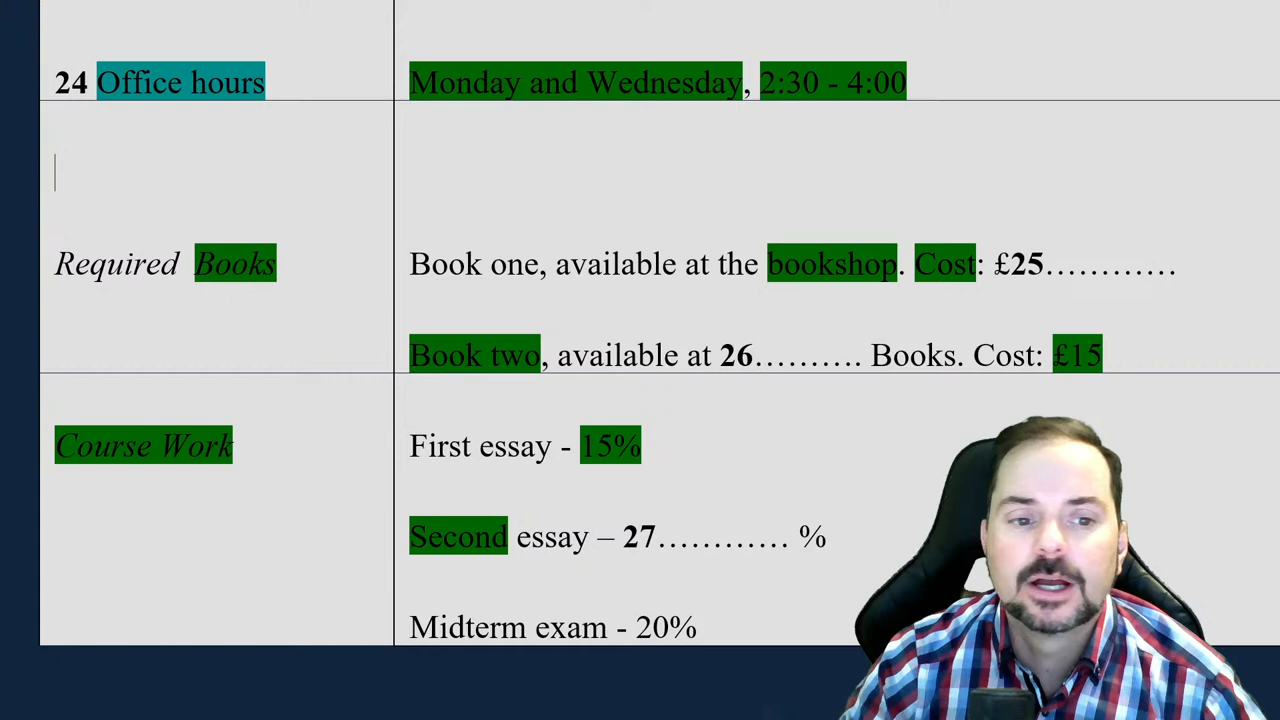 24 Office hours
Monday and Wednesday, 2:30 - 4:00
Required Books
Book one, available at the bookshop. Cost: £25…………
Book two, available at 26………. Books. Cost: £15
Course Work
First essay - 15%
Second essay – 27………… %
Midterm exam - 20%